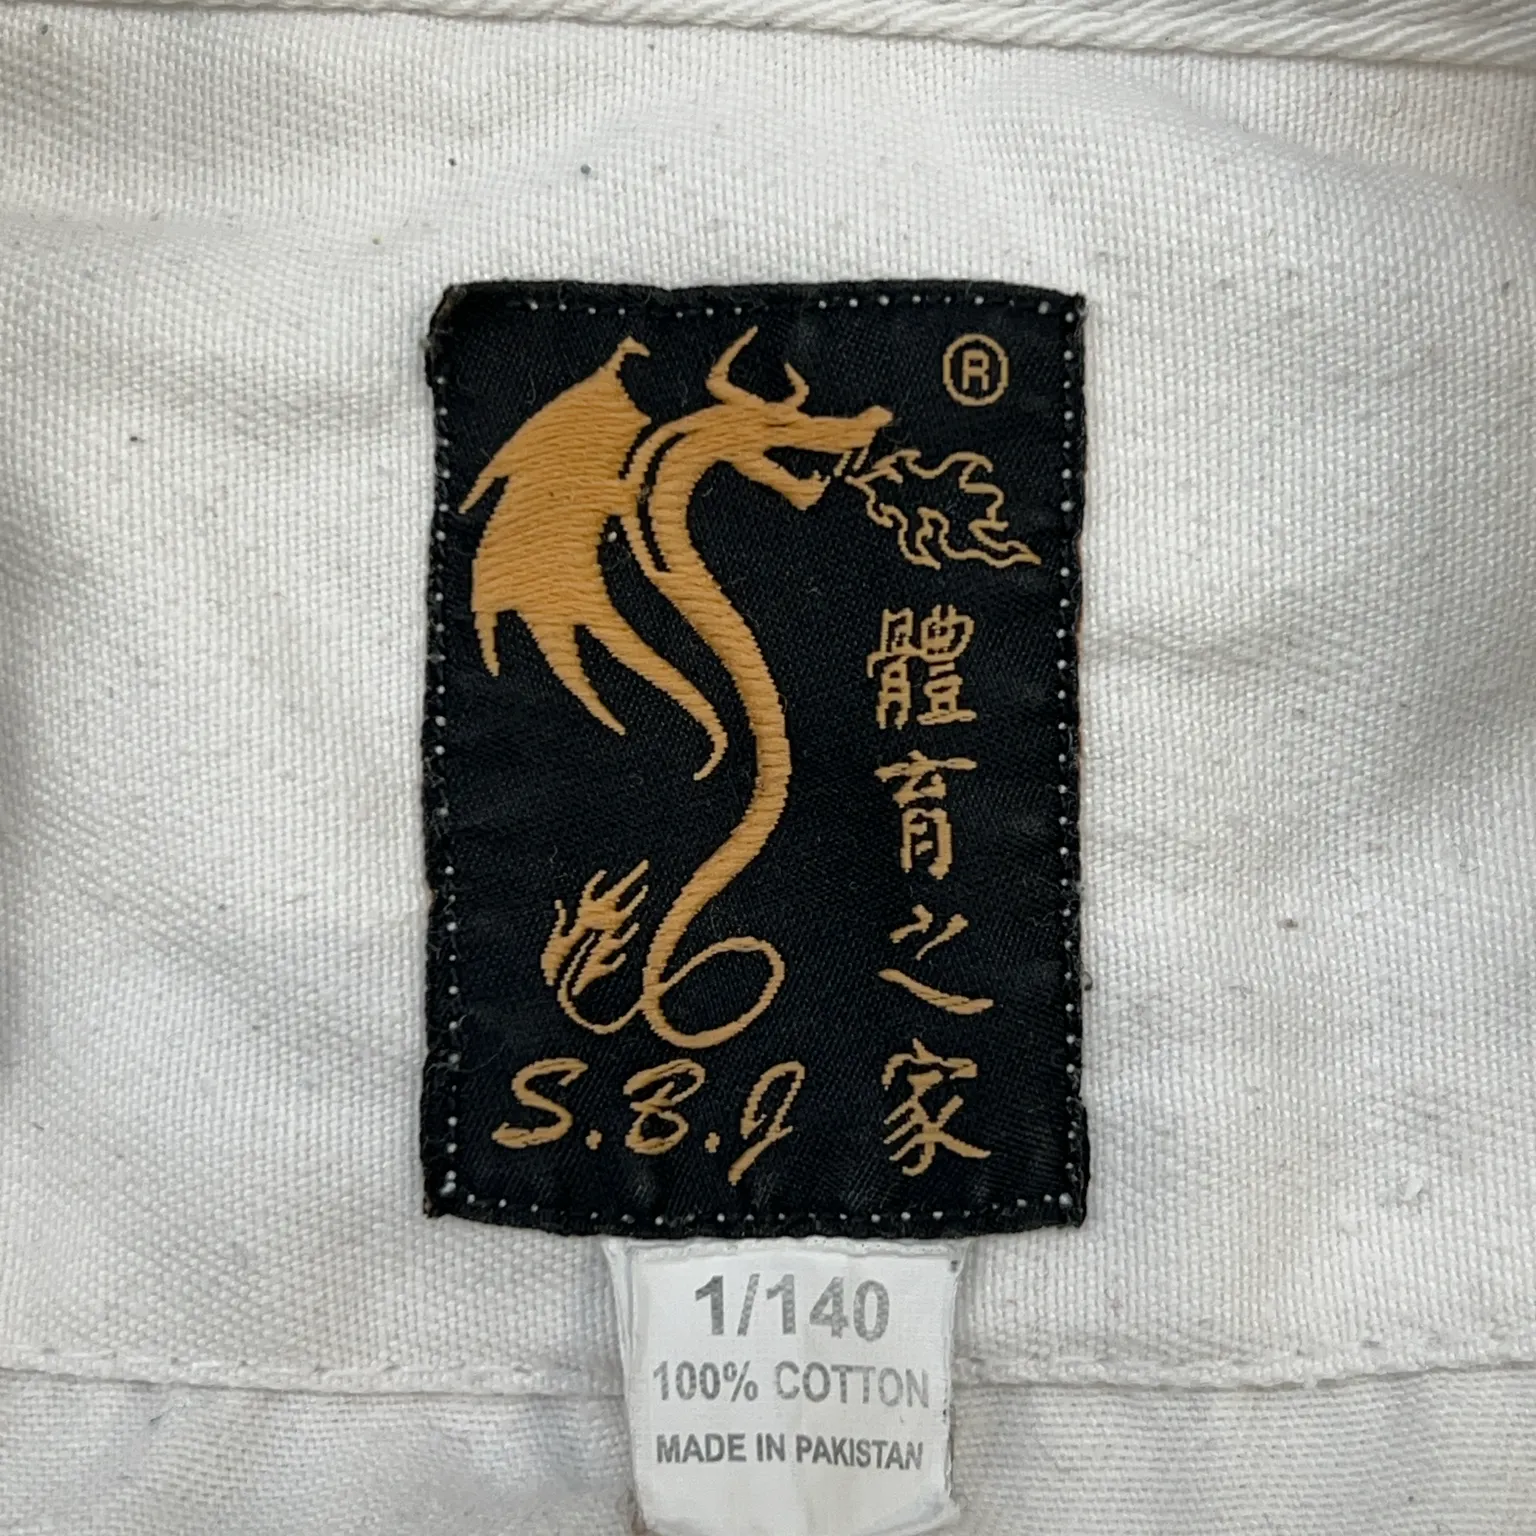 ®
體育之家
S.B.J
1/140
100% COTTON
MADE IN PAKISTAN